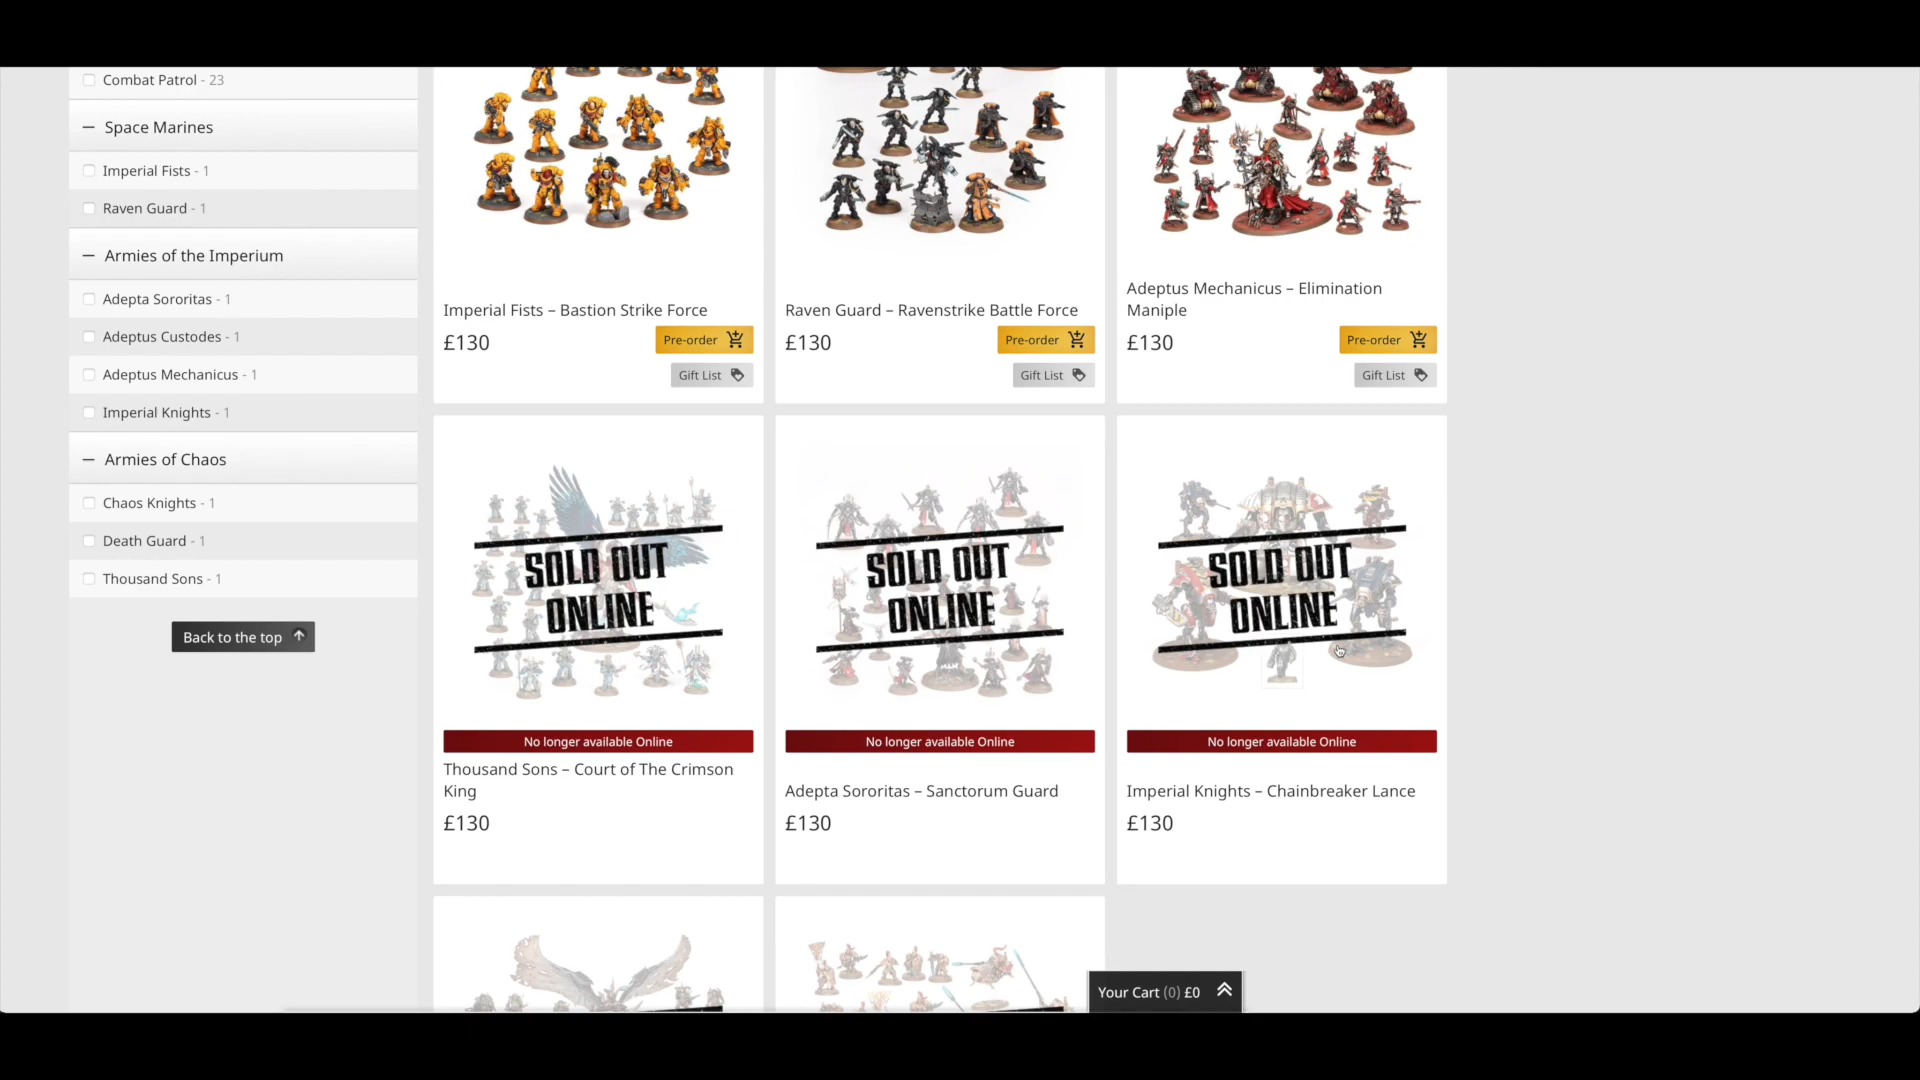 Combat Patrol - 23
— Space Marines
Imperial Fists - 1
Raven Guard - 1
— Armies of the Imperium
Adepta Sororitas - 1
Adeptus Custodes - 1
Adeptus Mechanicus - 1
Imperial Knights - 1
— Armies of Chaos
Chaos Knights - 1
Death Guard - 1
Thousand Sons - 1
Back to the top
Imperial Fists – Bastion Strike Force
£130
Pre-order
Gift List
Raven Guard – Ravenstrike Battle Force
£130
Pre-order
Gift List
Adeptus Mechanicus – Elimination
Maniple
£130
Pre-order
Gift List
SOLD OUT
ONLINE
No longer available Online
Thousand Sons – Court of The Crimson
King
£130
SOLD OUT
ONLINE
No longer available Online
Adepta Sororitas – Sanctorum Guard
£130
SOLD OUT
ONLINE
No longer available Online
Imperial Knights – Chainbreaker Lance
£130
Your Cart (0) £0